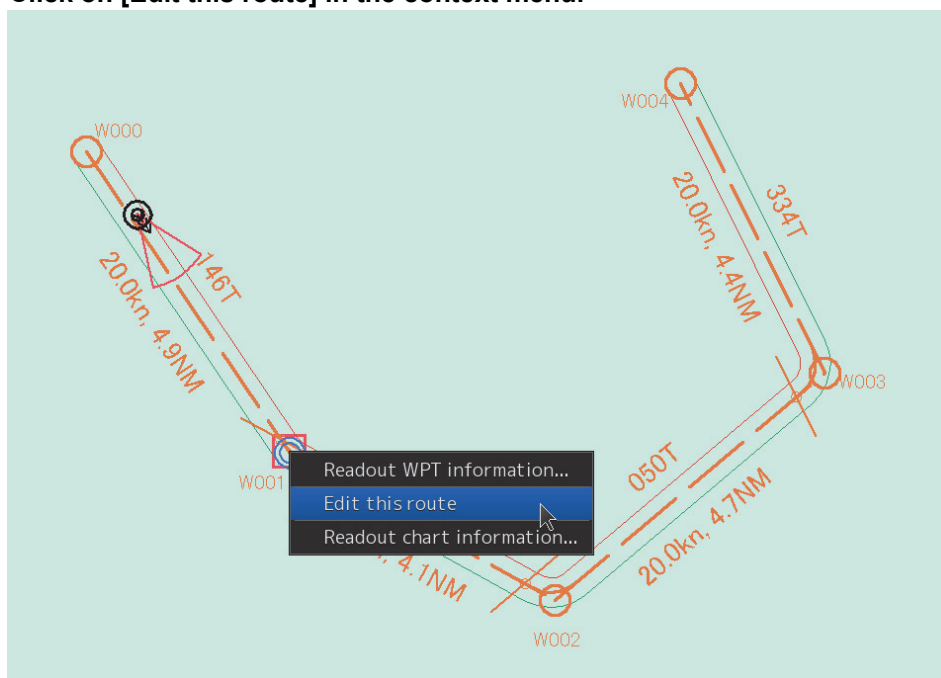 Click on [Edit this route] in the context menu.
W000
W004
146T
20.0kn, 4.9NM
20.0kn, 4.4NM
334T
W003
W001
Readout WPT information...
Edit this route
Readout chart information...
050T
20.0kn, 4.7NM
4.1NM
W002